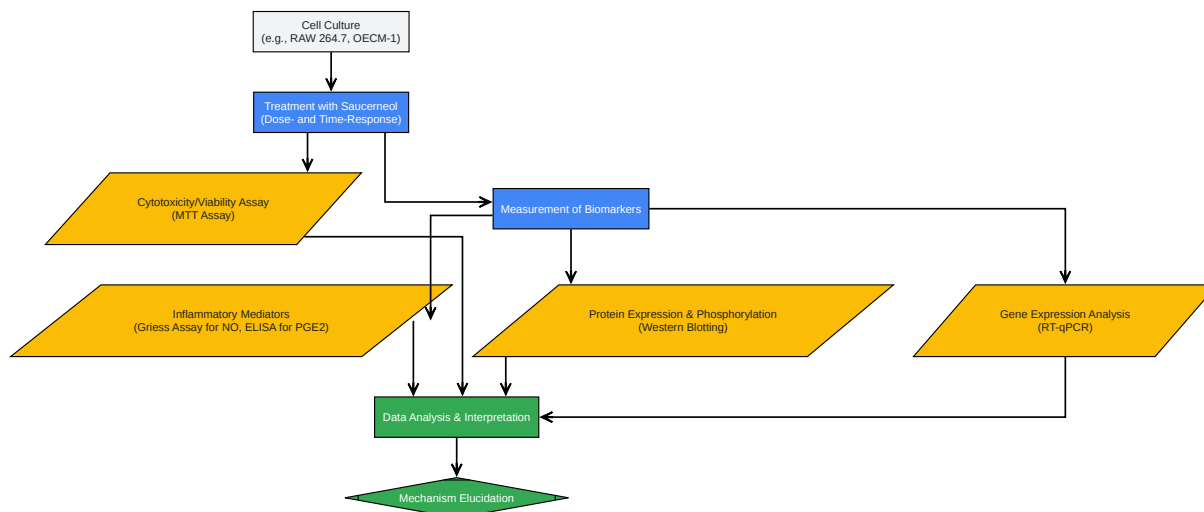 Cell Culture
(e.g., RAW 264.7, OECM-1)
Treatment with Saucerneol
(Dose- and Time-Response)
Cytotoxicity/Viability Assay
(MTT Assay)
Measurement of Biomarkers
Inflammatory Mediators
(Griess Assay for NO, ELISA for PGE2)
Protein Expression & Phosphorylation
(Western Blotting)
Gene Expression Analysis
(RT-qPCR)
Data Analysis & Interpretation
Mechanism Elucidation